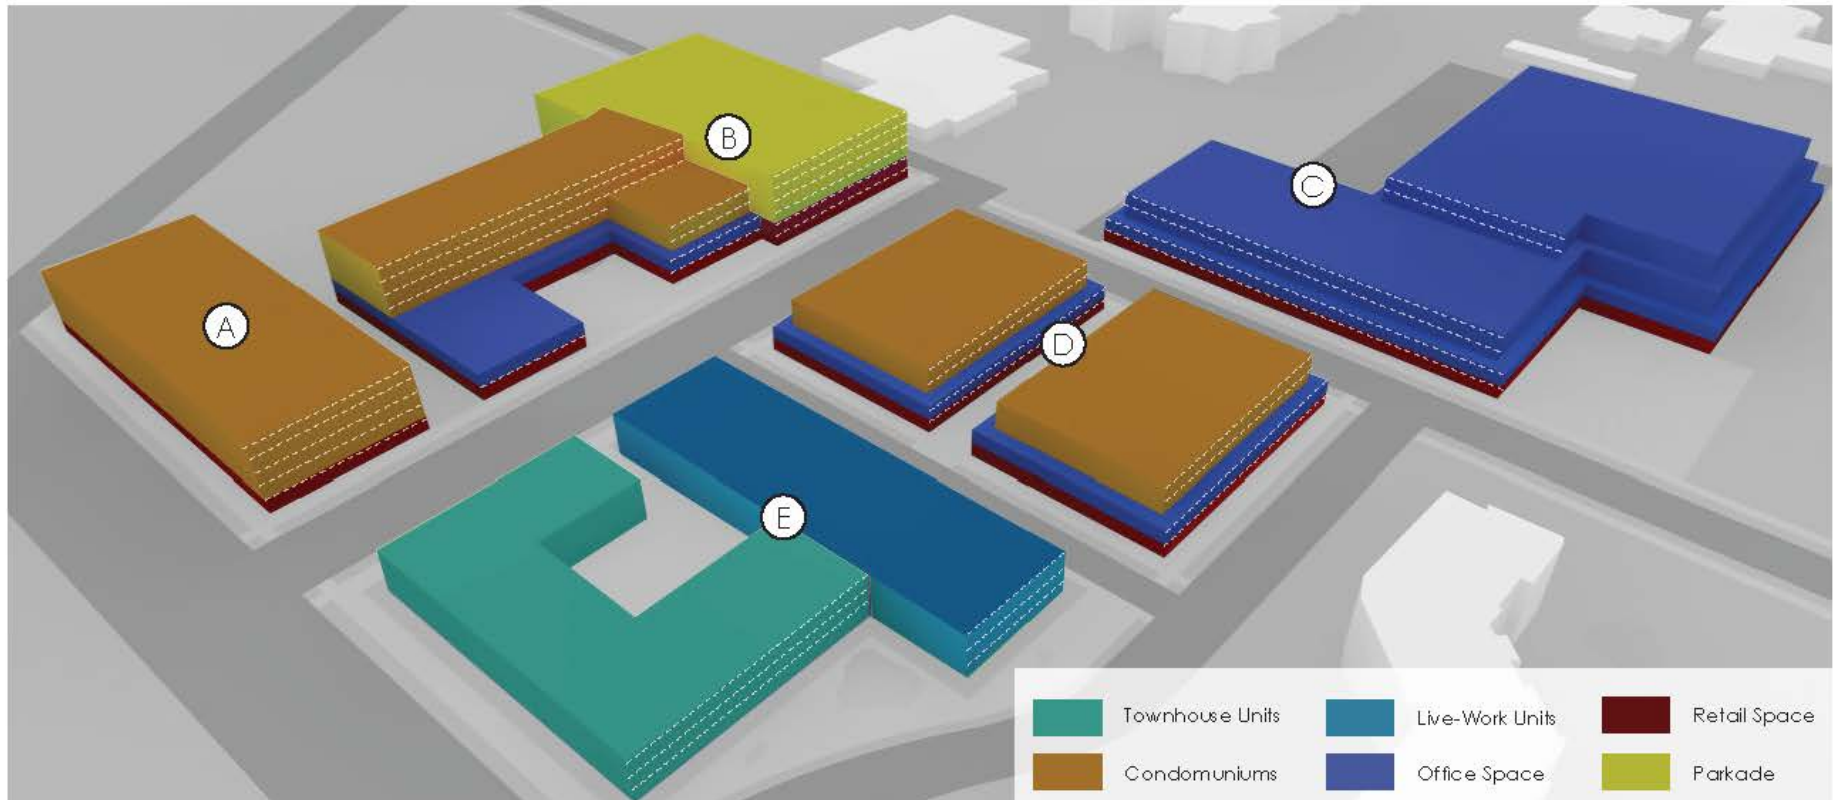 B
C
A
D
E
Townhouse Units
Live-Work Units
Retail Space
Condomuniums
Office Space
Parkade